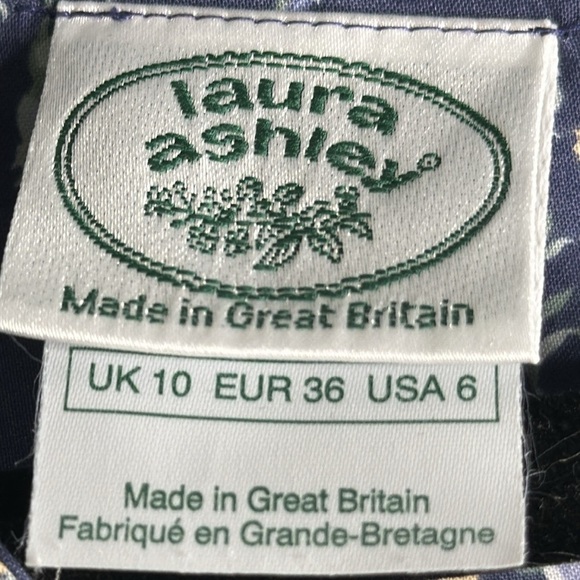 laura
ashley®
Made in Great Britain
UK 10 EUR 36 USA 6
Made in Great Britain
Fabriqué en Grande-Bretagne